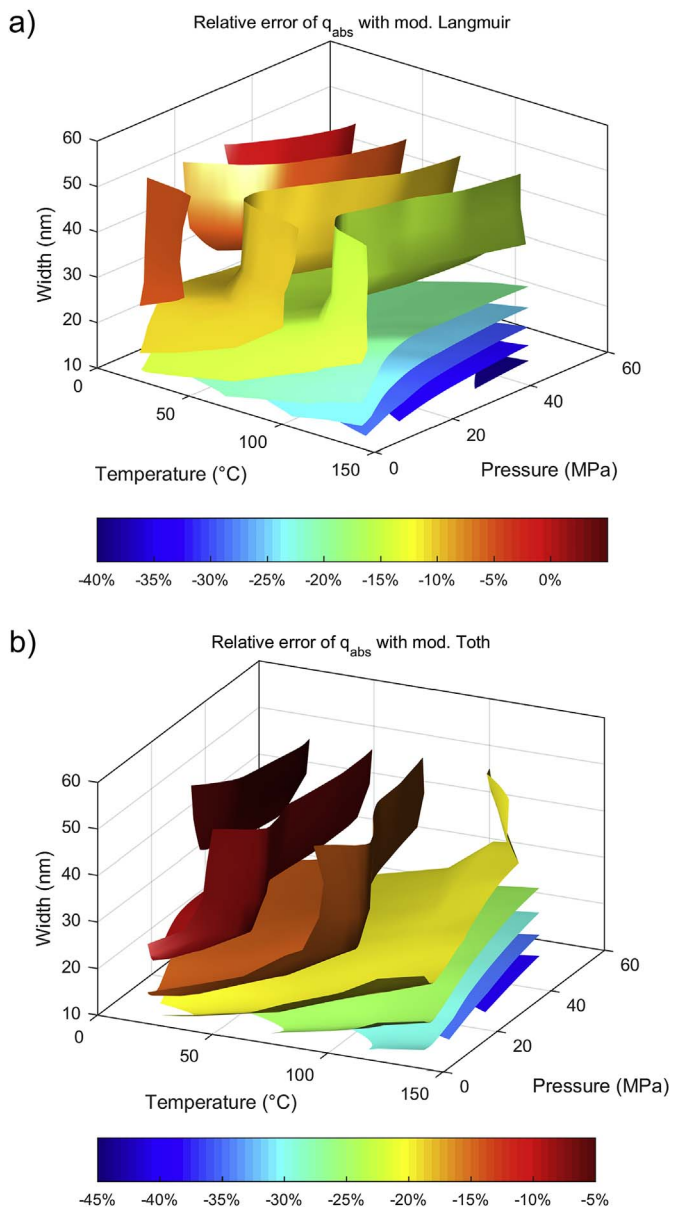 a)
Relative error of q_abs with mod. Langmuir
60
50
40
30
20
10
Width (nm)
0
50
100
150
Temperature (°C)
0
20
40
60
Pressure (MPa)
-40% -35% -30% -25% -20% -15% -10% -5% 0%
b)
Relative error of q_abs with mod. Toth
60
50
40
30
20
10
Width (nm)
0
50
100
150
Temperature (°C)
0
20
40
60
Pressure (MPa)
-45% -40% -35% -30% -25% -20% -15% -10% -5%